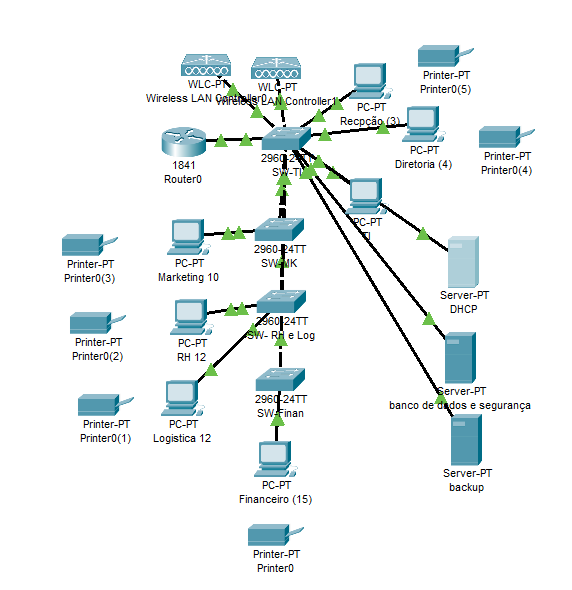 WLC-PT
Wireless LAN Controller0
WLC-PT
Wireless LAN Controller1
Printer-PT
Printer0(5)
PC-PT
Recpção (3)
PC-PT
Diretoria (4)
Printer-PT
Printer0(4)
1841
Router0
2960-24TT
SW-TI
PC-PT
TI
2960-24TT
SW-MK
PC-PT
Marketing 10
Printer-PT
Printer0(3)
Server-PT
DHCP
2960-24TT
SW- RH e Log
PC-PT
RH 12
Printer-PT
Printer0(2)
Server-PT
banco de dados e segurança
2960-24TT
SW-Finan
PC-PT
Logistica 12
Printer-PT
Printer0(1)
Server-PT
backup
PC-PT
Financeiro (15)
Printer-PT
Printer0